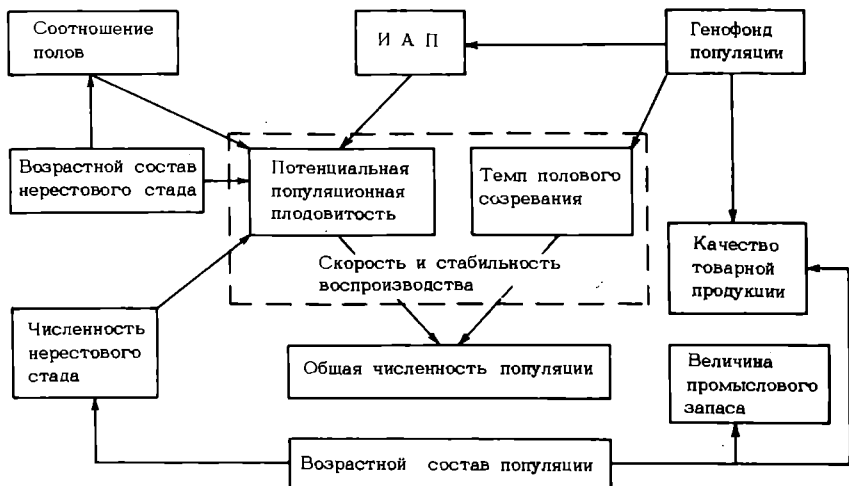 Соотношение
полов
И А П
Генофонд
популяции
Возрастной состав
нерестового стада
Потенциальная
популяционная
плодовитость
Темп полового
созревания
Скорость и стабильность
воспроизводства
Качество
товарной
продукции
Численность
нерестового
стада
Общая численность популяции
Величина
промыслового
запаса
Возрастной состав популяции